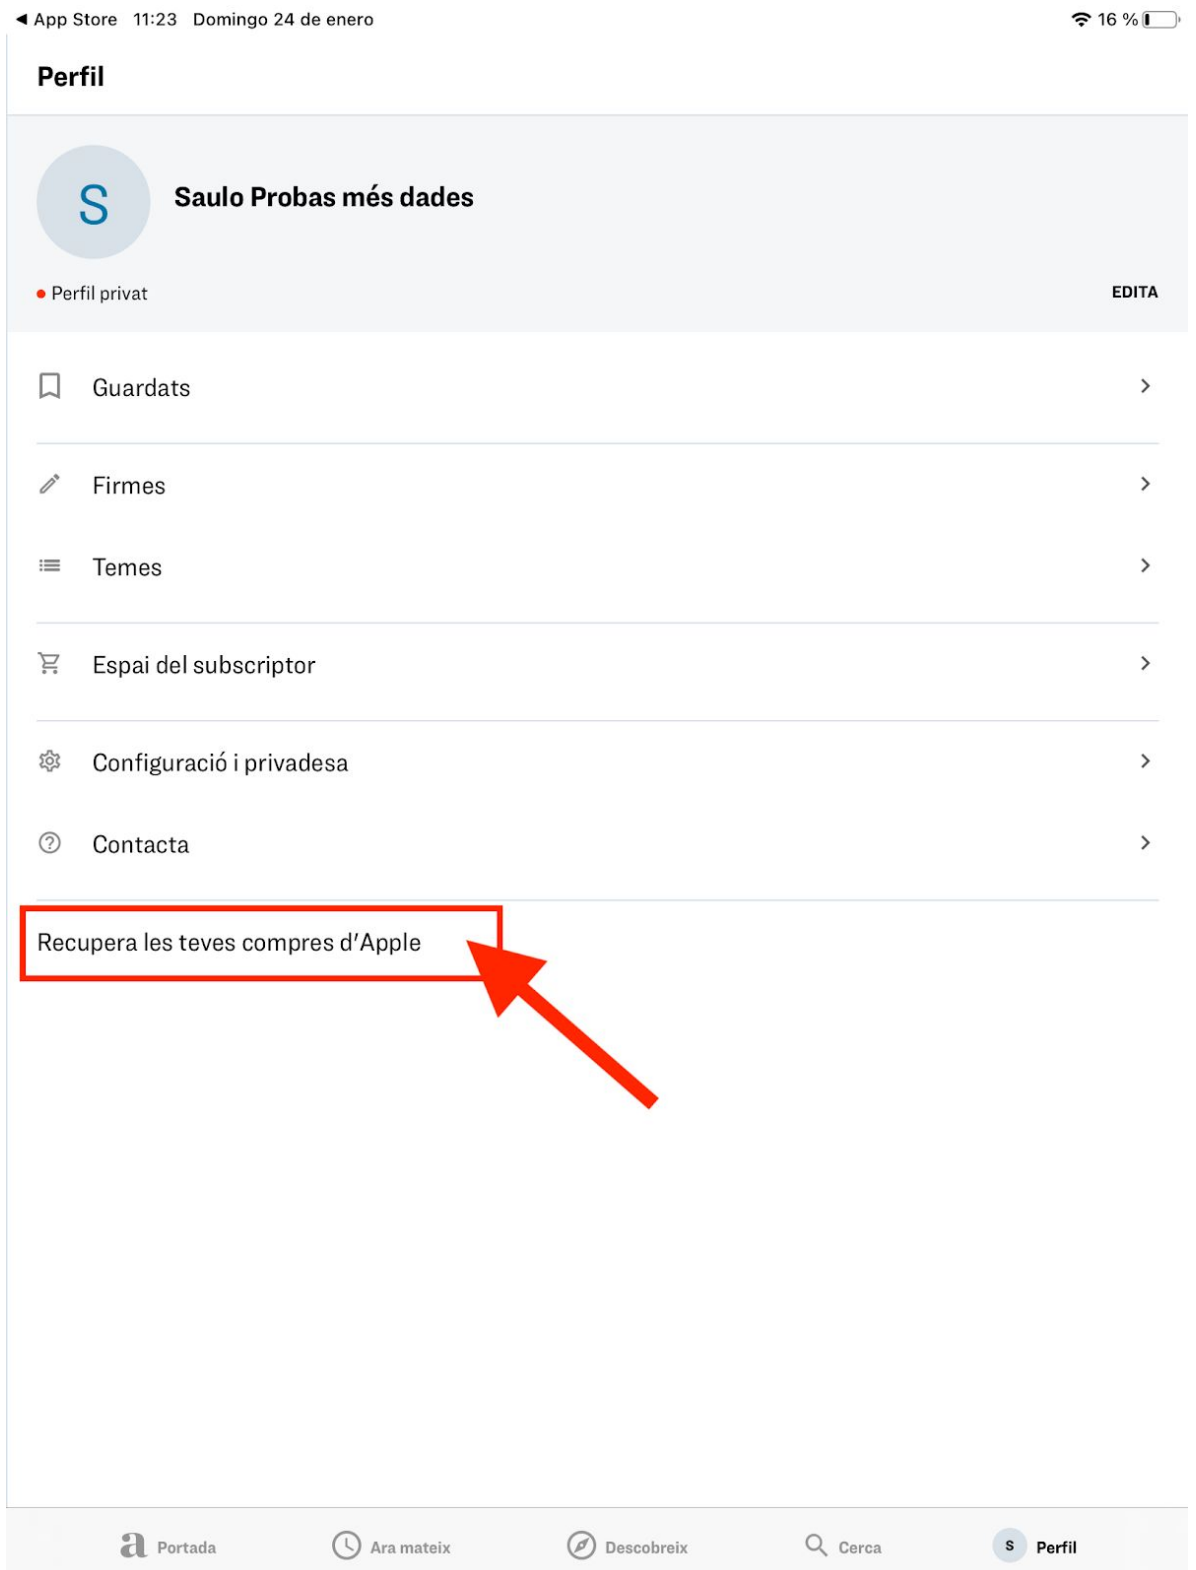 ◀ App Store 11:23 Domingo 24 de enero 16 %
Perfil
S
Saulo Probas més dades
Perfil privat
EDITA
Guardats
Firmes
Temes
Espai del subscriptor
Configuració i privadesa
Contacta
Recupera les teves compres d'Apple
a Portada
Ara mateix
Descobreix
Cerca
S Perfil